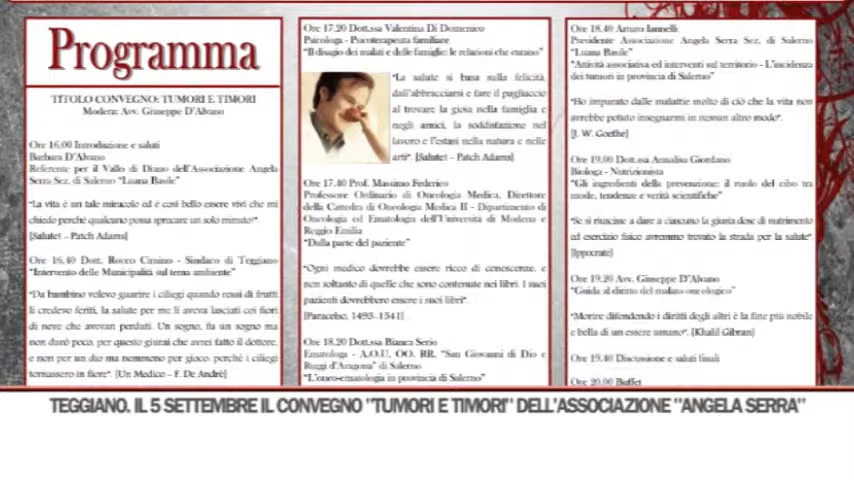 Programma
TITOLO CONVEGNO: TUMORI E TIMORI
Modera: Avv. Giuseppe D'Alvano
Ore 16.00 Introduzione e saluti
Barbara D'Alvano
Referente per il Vallo di Diano dell'Associazione Angela
Serra Sez. di Salerno "Luana Basile"
"La vita è un tale miracolo ed è così bello essere vivi che mi
chiedo perché qualcuno possa sprecare un solo minuto!".
[Salute! - Patch Adams]
Ore 16.40 Dott. Rocco Cimino - Sindaco di Teggiano
"Intervento delle Municipalità sul tema ambiente"
"Da bambino volevo guarire i ciliegi quando rossi di frutti
li credevo feriti, la salute per me li aveva lasciati coi fiori
di neve che avevan perduti. Un sogno, fu un sogno ma
non durò poco, per questo giurai che avrei fatto il dottore,
e non per un dio ma nemmeno per gioco: perché i ciliegi
tornassero in fiore". [Un Medico - F. De André]
Ore 17.20 Dott.ssa Valentina Di Domenico
Psicologa - Psicoterapeuta familiare
"Il disagio dei malati e delle famiglie: le relazioni che curano"
"La salute si basa sulla felicità,
dall'abbracciarsi e fare il pagliaccio
al trovare la gioia nella famiglia e
negli amici, la soddisfazione nel
lavoro e l'estasi nella natura e nelle
arti". [Salute! - Patch Adams]
Ore 17.40 Prof. Massimo Federico
Professore Ordinario di Oncologia Medica, Direttore
della Cattedra di Oncologia Medica II - Dipartimento di
Oncologia ed Ematologia dell'Università di Modena e
Reggio Emilia
"Dalla parte del paziente"
"Ogni medico dovrebbe essere ricco di conoscenze, e
non soltanto di quelle che sono contenute nei libri. I suoi
pazienti dovrebbero essere i suoi libri".
[Paracelso, 1493-1541]
Ore 18.20 Dott.ssa Bianca Serio
Ematologa - A.O.U. OO. RR. "San Giovanni di Dio e
Ruggi d'Aragona" di Salerno
"L'onco-ematologia in provincia di Salerno"
Ore 18.40 Arturo Iannelli
Presidente Associazione Angela Serra Sez. di Salerno
"Luana Basile"
"Attività associativa ed interventi sul territorio - L'incidenza
dei tumori in provincia di Salerno"
"Ho imparato dalle malattie molto di ciò che la vita non
avrebbe potuto insegnarmi in nessun altro modo".
[J. W. Goethe]
Ore 19.00 Dott.ssa Annalisa Giordano
Biologa - Nutrizionista
"Gli ingredienti della prevenzione: il ruolo del cibo tra
mode, tendenze e verità scientifiche"
"Se si riuscisse a dare a ciascuno la giusta dose di nutrimento
ed esercizio fisico avremmo trovato la strada per la salute"
[Ippocrate]
Ore 19.20 Avv. Giuseppe D'Alvano
"Guida al diritto del malato oncologico"
"Morire difendendo i diritti degli altri è la fine più nobile
e bella di un essere umano". [Khalil Gibran]
Ore 19.40 Discussione e saluti finali
Ore 20.00 Buffet
TEGGIANO. IL 5 SETTEMBRE IL CONVEGNO "TUMORI E TIMORI" DELL'ASSOCIAZIONE "ANGELA SERRA"